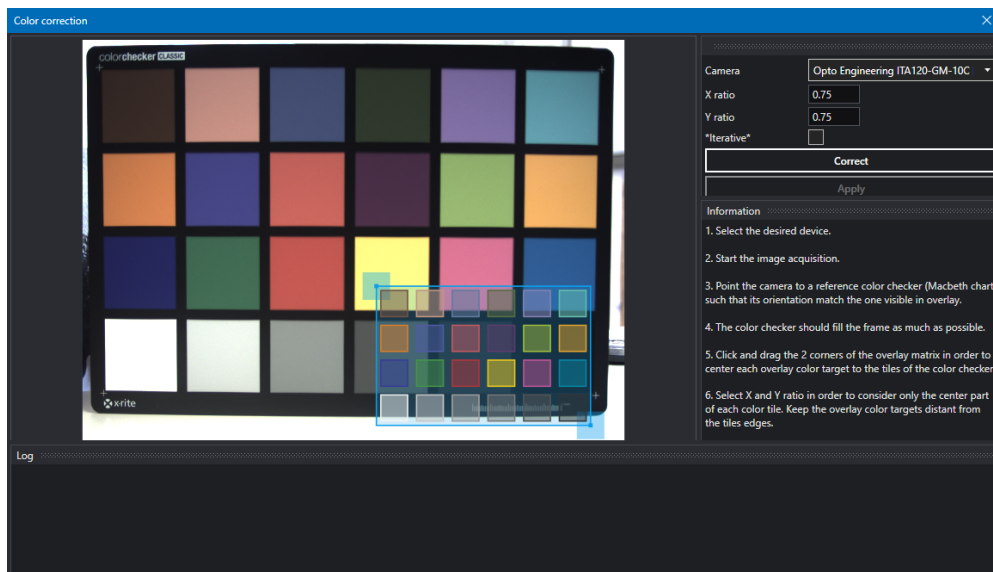 Color correction
colorchecker CLASSIC
Camera
Opto Engineering ITA120-GM-10C
X ratio
0.75
Y ratio
0.75
*Iterative*
Correct
Apply
Information
1. Select the desired device.
2. Start the image acquisition.
3. Point the camera to a reference color checker (Macbeth chart
such that its orientation match the one visible in overlay.
4. The color checker should fill the frame as much as possible.
5. Click and drag the 2 corners of the overlay matrix in order to
center each overlay color target to the tiles of the color checker
6. Select X and Y ratio in order to consider only the center part
of each color tile. Keep the overlay color targets distant from
the tiles edges.
x-rite
Log